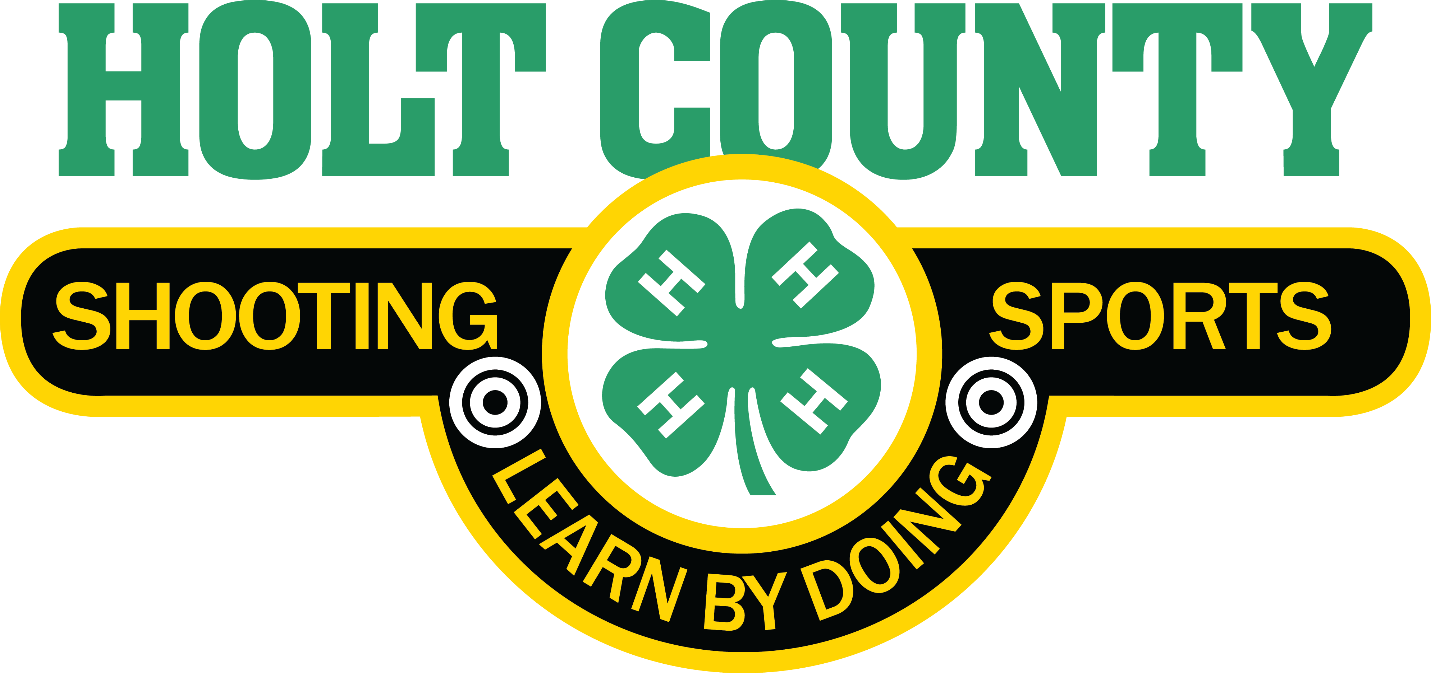 HOLT COUNTY
SHOOTING SPORTS
H H
H H
LEARN BY DOING